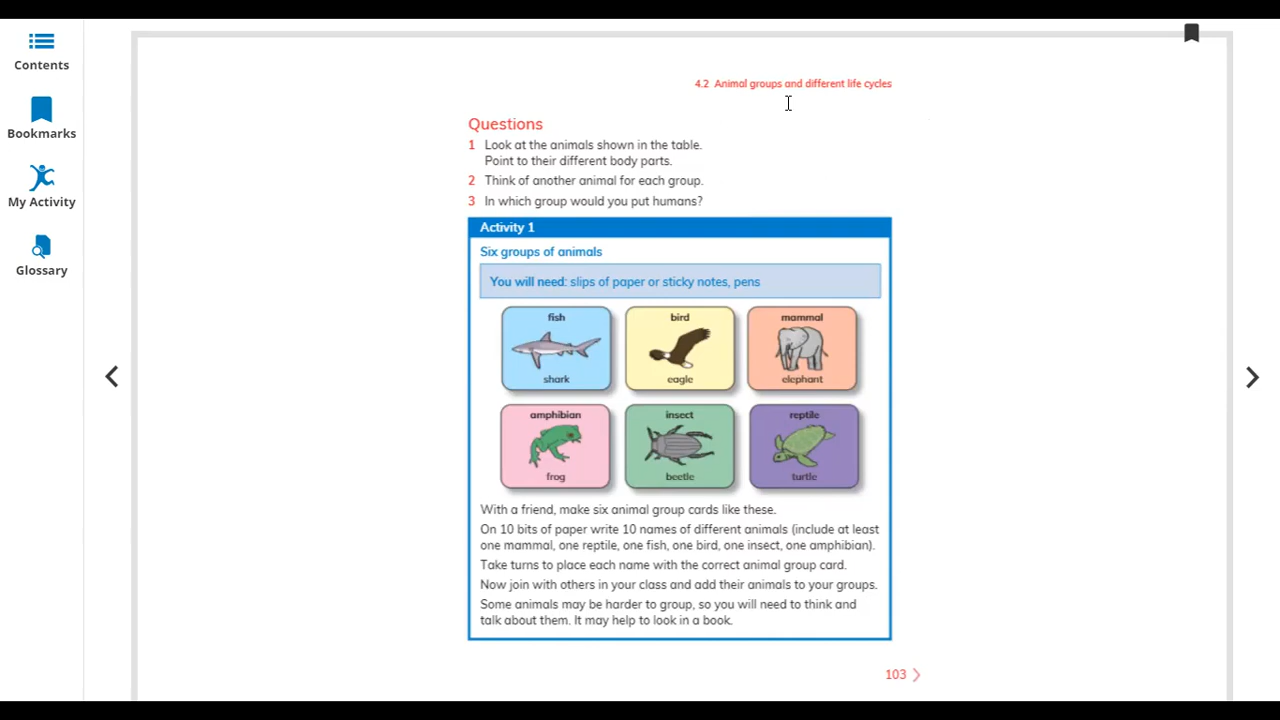 Contents
Bookmarks
My Activity
Glossary
4.2 Animal groups and different life cycles
Questions
1 Look at the animals shown in the table.
Point to their different body parts.
2 Think of another animal for each group.
3 In which group would you put humans?
Activity 1
Six groups of animals
You will need: slips of paper or sticky notes, pens
fish
shark
bird
eagle
mammal
elephant
amphibian
frog
insect
beetle
reptile
turtle
With a friend, make six animal group cards like these.
On 10 bits of paper write 10 names of different animals (include at least
one mammal, one reptile, one fish, one bird, one insect, one amphibian).
Take turns to place each name with the correct animal group card.
Now join with others in your class and add their animals to your groups.
Some animals may be harder to group, so you will need to think and
talk about them. It may help to look in a book.
103